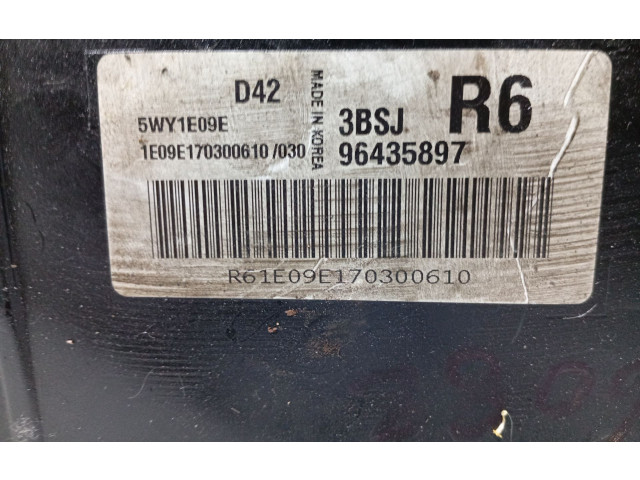 D42
MADE IN KOREA
R6
5WY1E09E
3BSJ
1E09E170300610 /030
96435897
R61E09E170300610